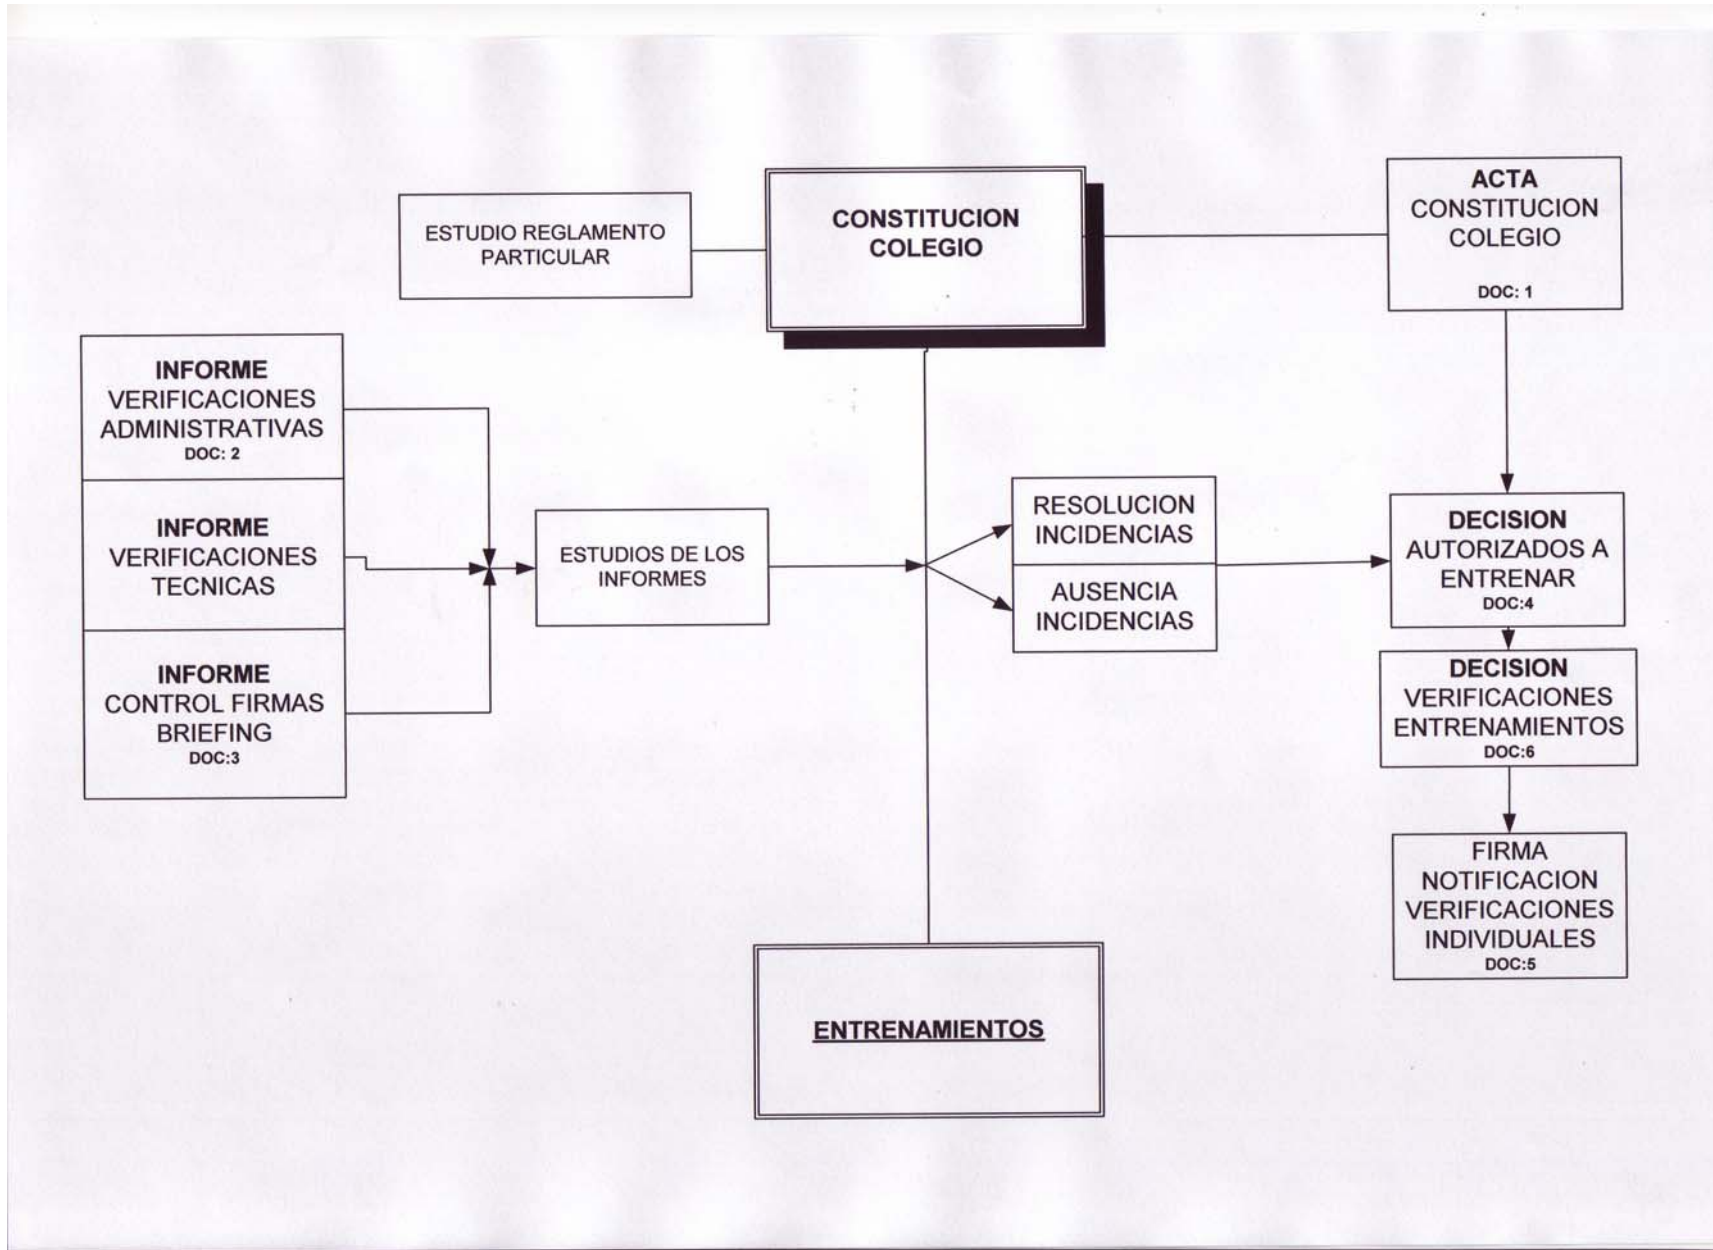 ESTUDIO REGLAMENTO
PARTICULAR
CONSTITUCION
COLEGIO
ACTA
CONSTITUCION
COLEGIO
DOC: 1
INFORME
VERIFICACIONES
ADMINISTRATIVAS
DOC: 2
INFORME
VERIFICACIONES
TECNICAS
INFORME
CONTROL FIRMAS
BRIEFING
DOC:3
ESTUDIOS DE LOS
INFORMES
RESOLUCION
INCIDENCIAS
AUSENCIA
INCIDENCIAS
DECISION
AUTORIZADOS A
ENTRENAR
DOC:4
DECISION
VERIFICACIONES
ENTRENAMIENTOS
DOC:6
FIRMA
NOTIFICACION
VERIFICACIONES
INDIVIDUALES
DOC:5
ENTRENAMIENTOS